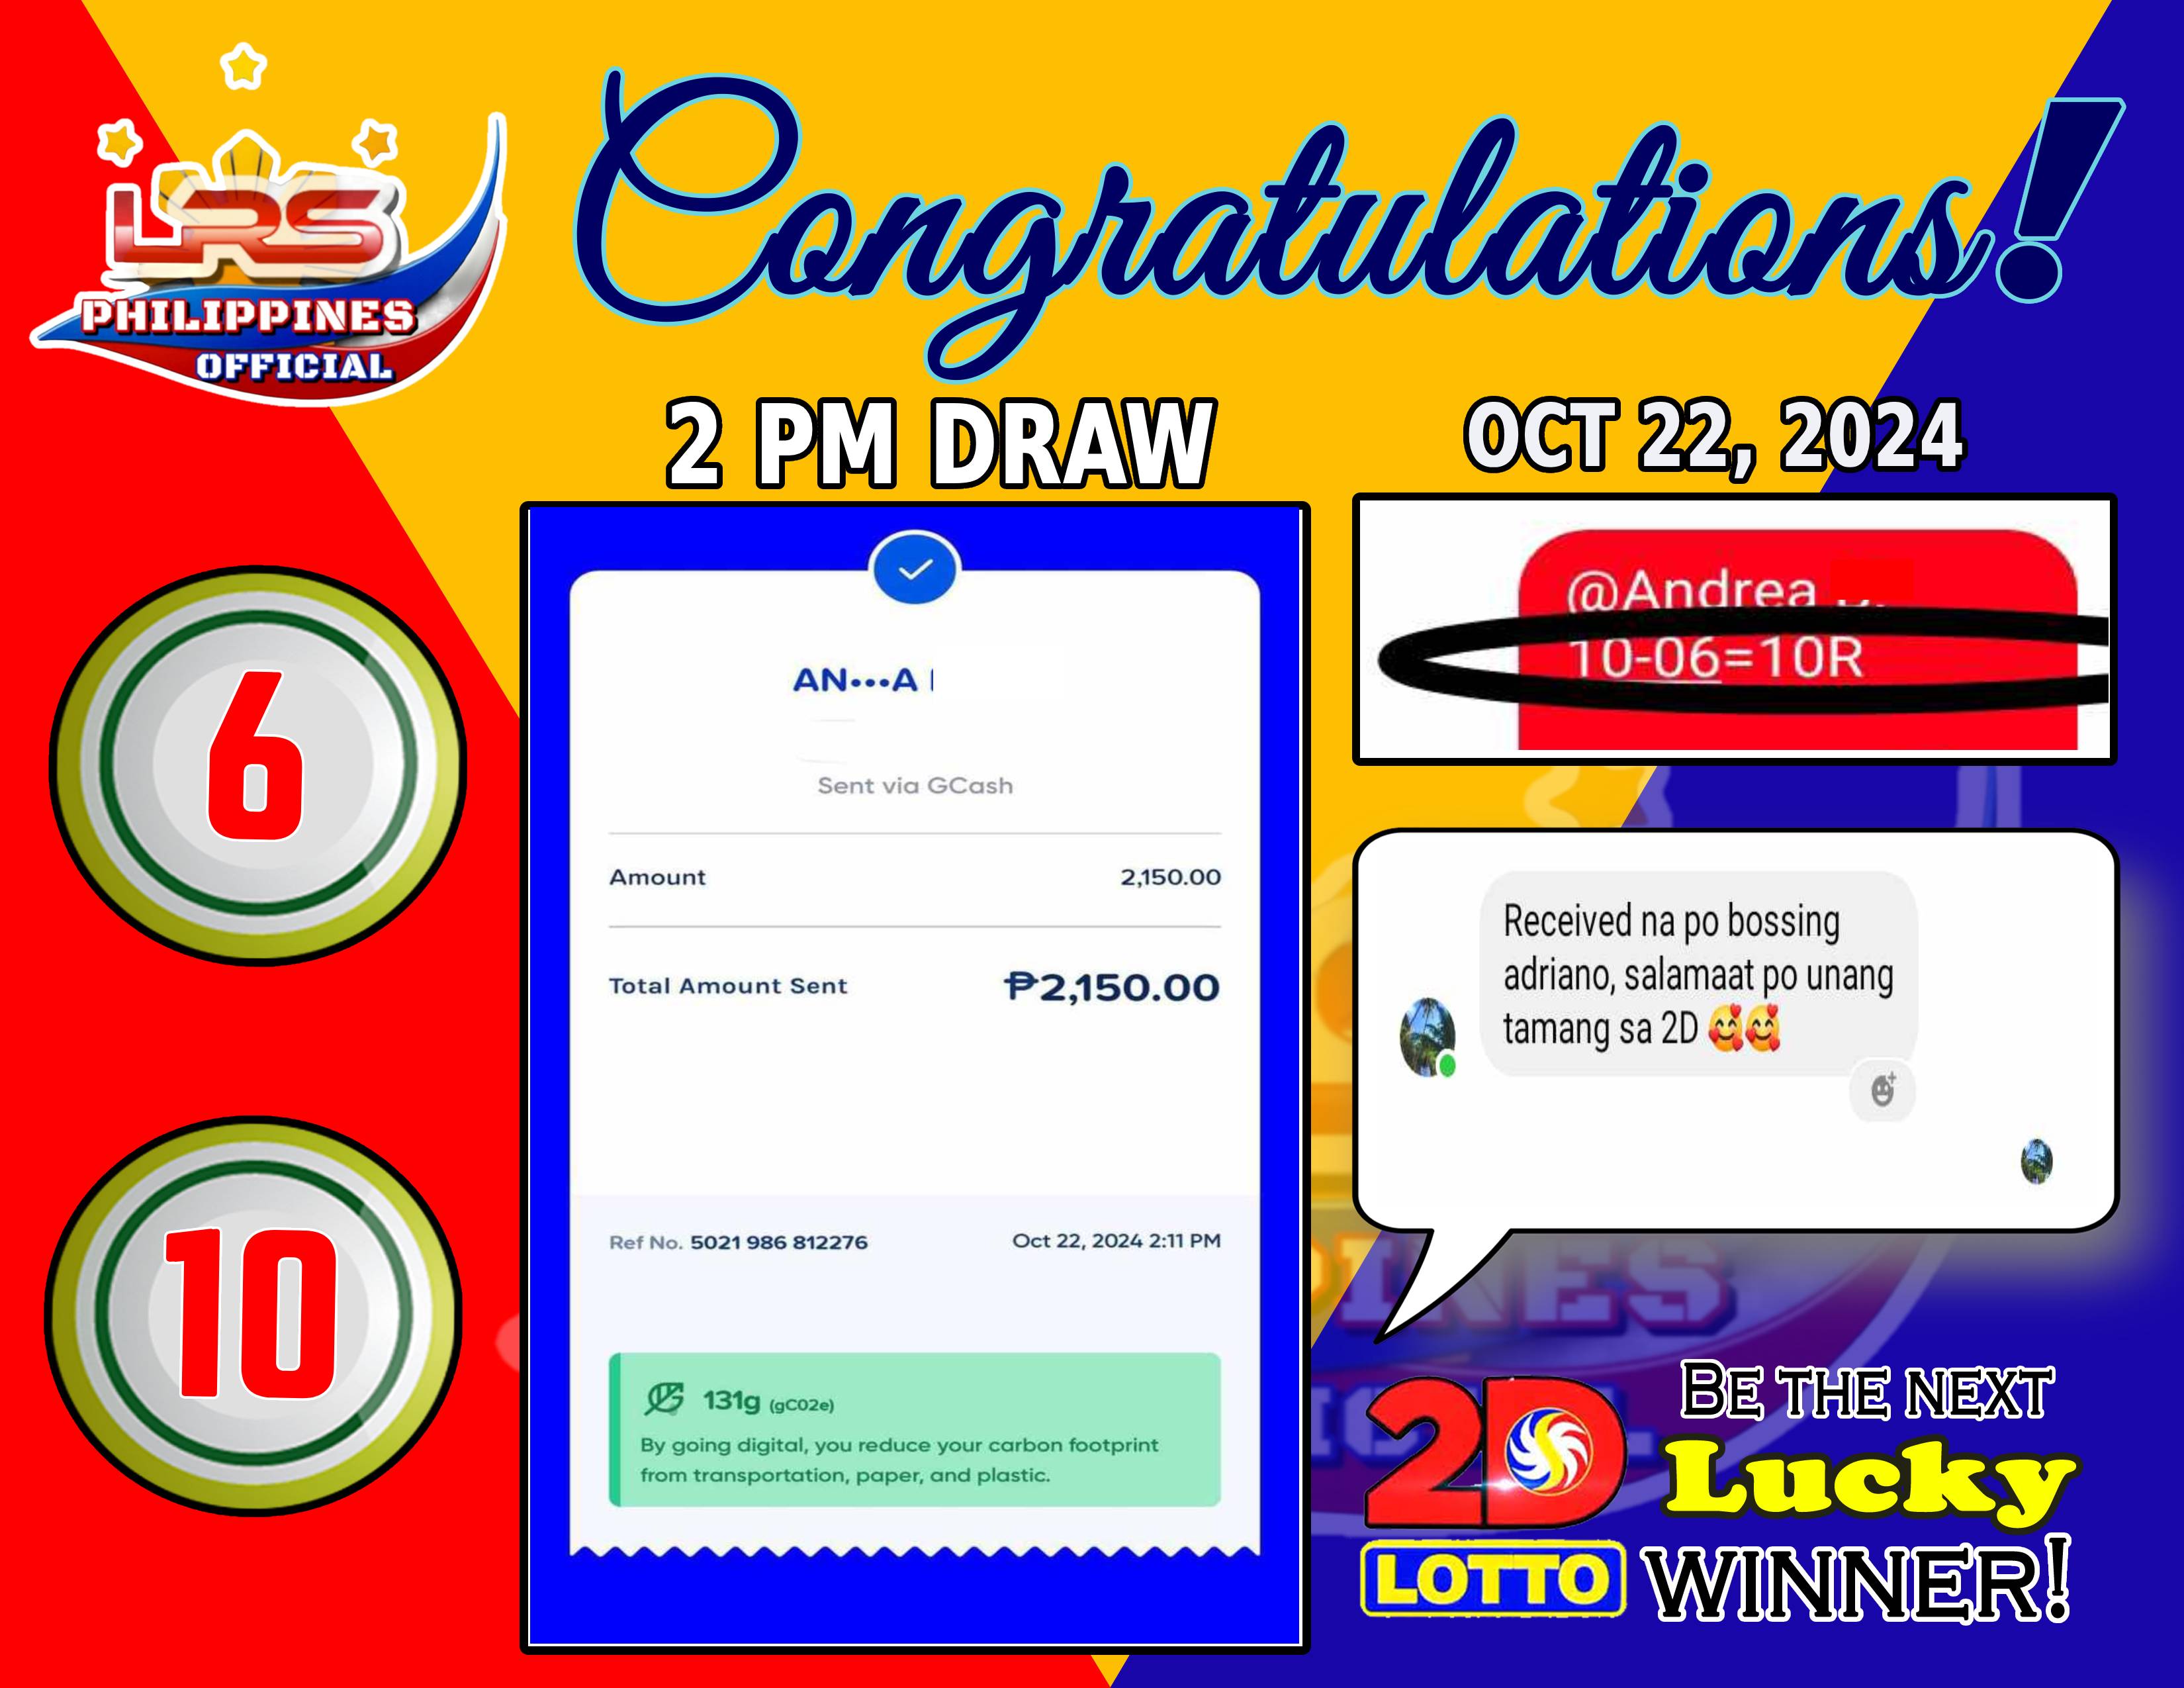 LRS
PHILIPPINES
OFFICIAL
Congratulations!
2 PM DRAW
OCT 22, 2024
6
10
AN•••A
Sent via GCash
Amount 2,150.00
Total Amount Sent ₱2,150.00
Ref No. 5021 986 812276 Oct 22, 2024 2:11 PM
131g (gC02e)
By going digital, you reduce your carbon footprint
from transportation, paper, and plastic.
@Andrea
10-06=10R
Received na po bossing
adriano, salamaat po unang
tamang sa 2D 🥰🥰
2D
LOTTO
BE THE NEXT
Lucky
WINNER!